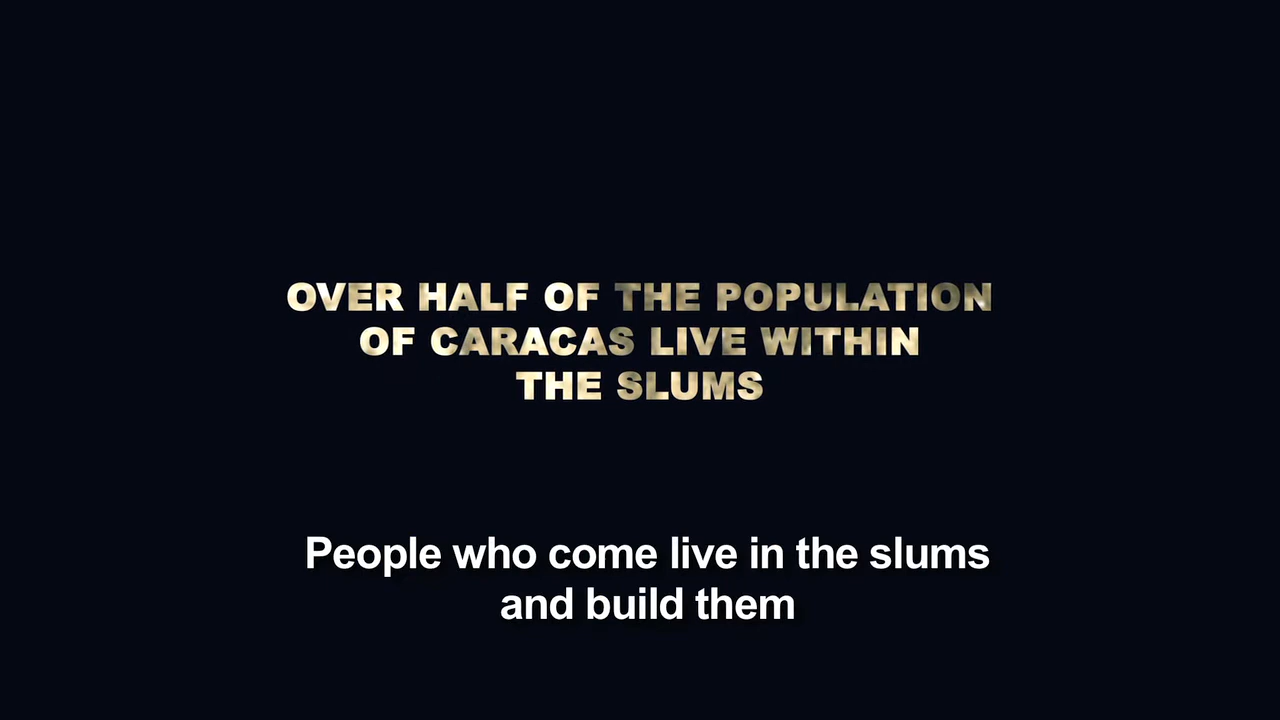 OVER HALF OF THE POPULATION
OF CARACAS LIVE WITHIN
THE SLUMS
People who come live in the slums
and build them